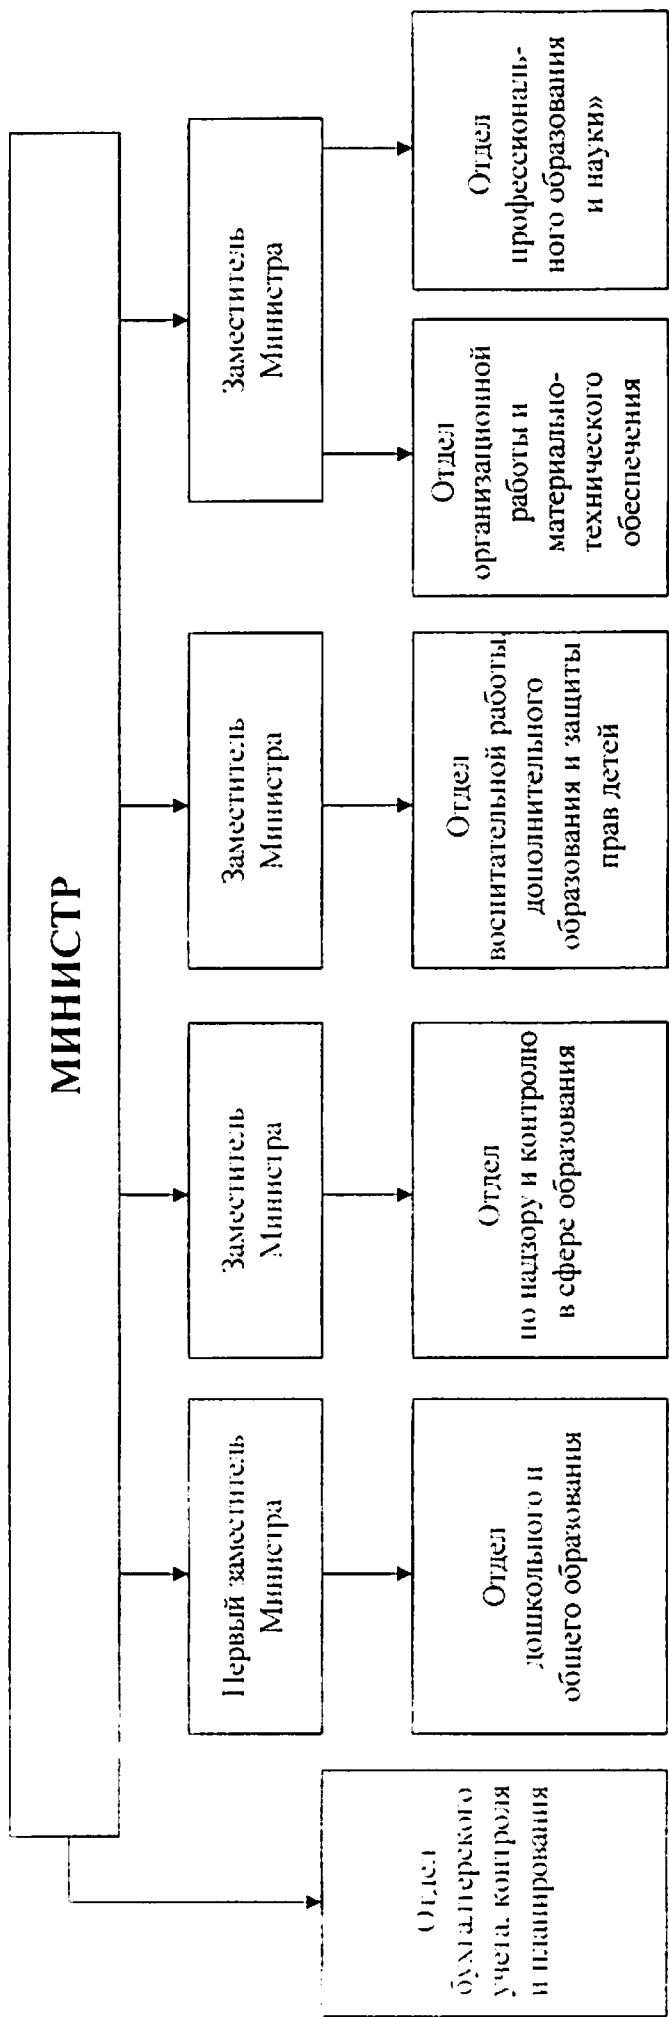 МИНИСТР
Отдел
бухгалтерского
учета, контроля
и планирования
Первый заместитель
Министра
Заместитель
Министра
Заместитель
Министра
Заместитель
Министра
Отдел
дошкольного и
общего образования
Отдел
по надзору и контролю
в сфере образования
Отдел
воспитательной работы,
дополнительного
образования и защиты
прав детей
Отдел
организационной
работы и
материально-
технического
обеспечения
Отдел
профессиональ-
ного образования
и науки»